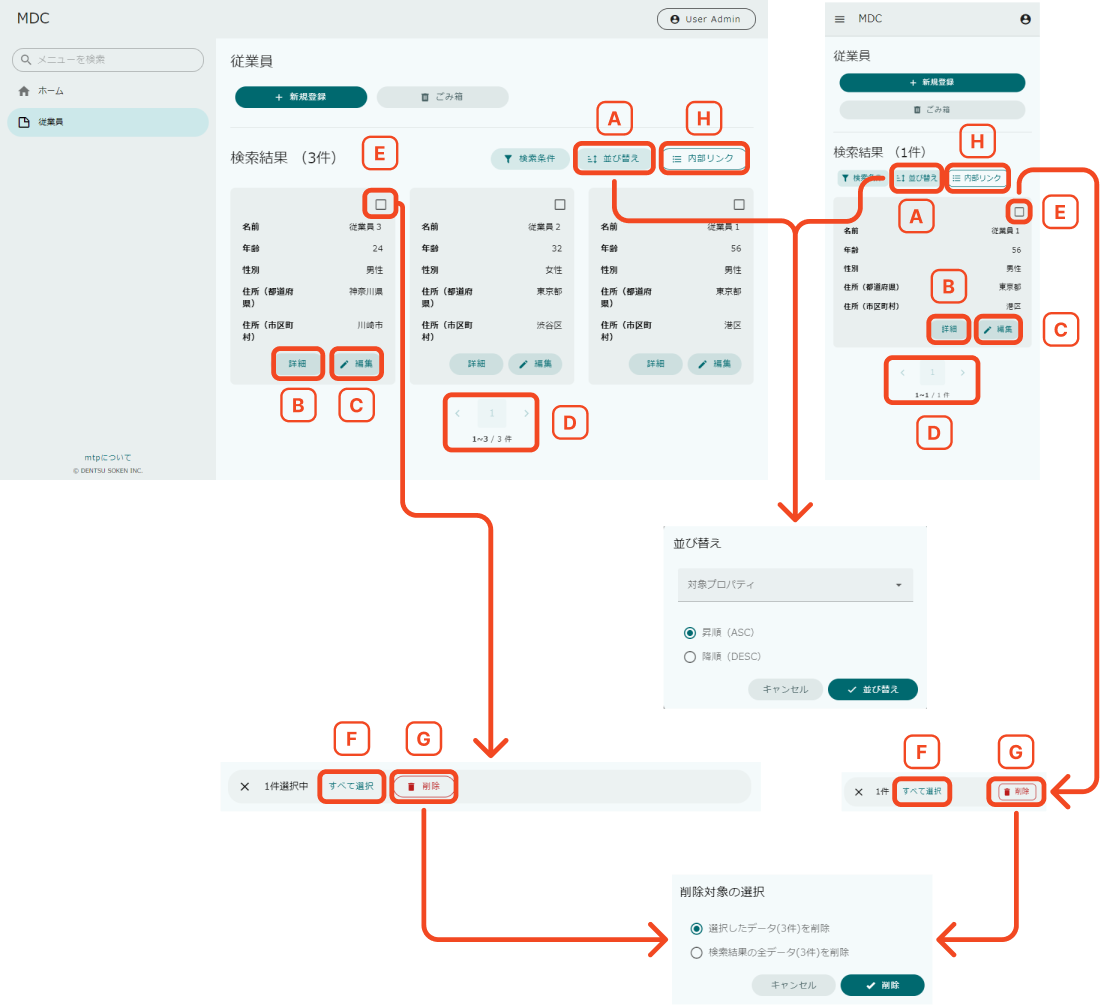 MDC
User Admin
メニューを検索
ホーム
従業員
従業員
＋ 新規登録
ごみ箱
A
H
E
検索結果 （3件）
検索条件
並び替え
内部リンク
名前 従業員３
年齢 24
性別 男性
住所（都道府県） 神奈川県
住所（市区町村） 川崎市
詳細
編集
名前 従業員２
年齢 32
性別 女性
住所（都道府県） 東京都
住所（市区町村） 渋谷区
詳細
編集
名前 従業員１
年齢 56
性別 男性
住所（都道府県） 東京都
住所（市区町村） 港区
詳細
編集
B
C
D
1
1~3 / 3 件
mtpについて
© DENTSU SOKEN INC.
MDC
従業員
＋ 新規登録
ごみ箱
H
検索結果 （1件）
検索条件
並び替え
内部リンク
A
E
名前 従業員１
年齢 56
性別 男性
住所（都道府県） 東京都
住所（市区町村） 港区
B
詳細
編集
C
1
1~1 / 1 件
D
並び替え
対象プロパティ
昇順（ASC）
降順（DESC）
キャンセル
並び替え
F
G
1件選択中
すべて選択
削除
F
G
1件
すべて選択
削除
削除対象の選択
選択したデータ(3件)を削除
検索結果の全データ(3件)を削除
キャンセル
削除